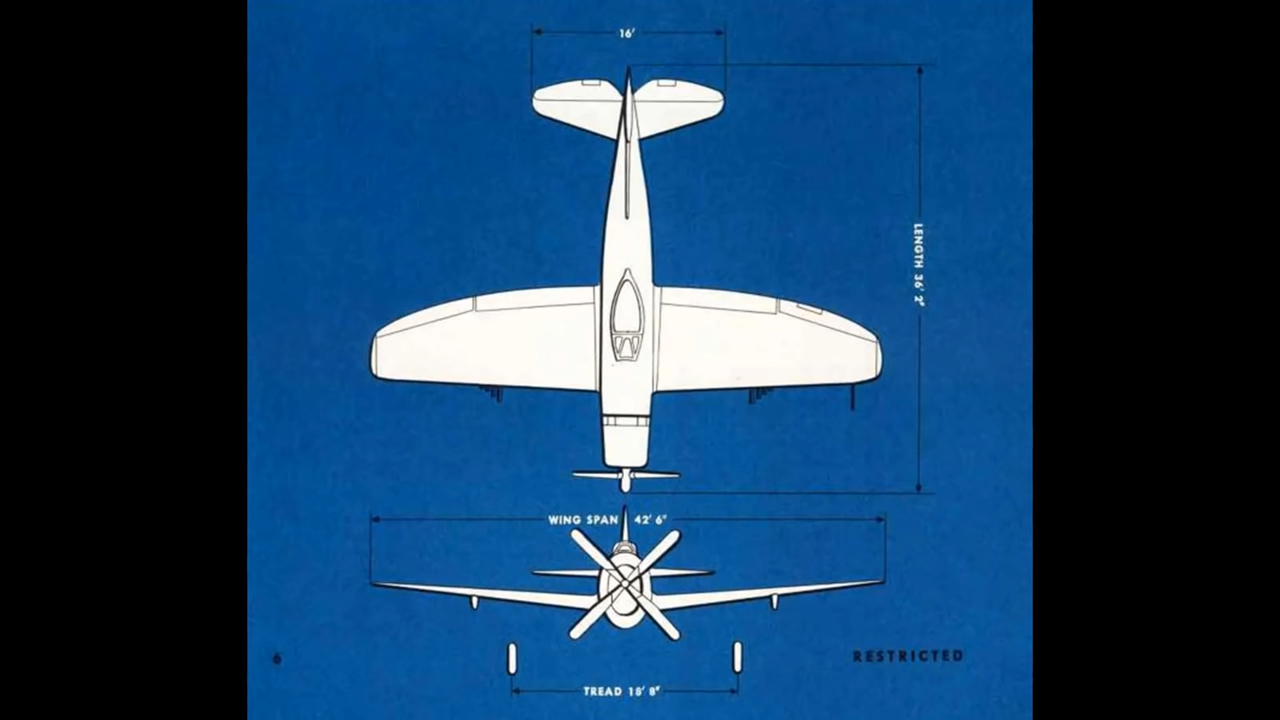 16'
LENGTH 36' 2"
WING SPAN 42' 6"
6
RESTRICTED
TREAD 18' 8"